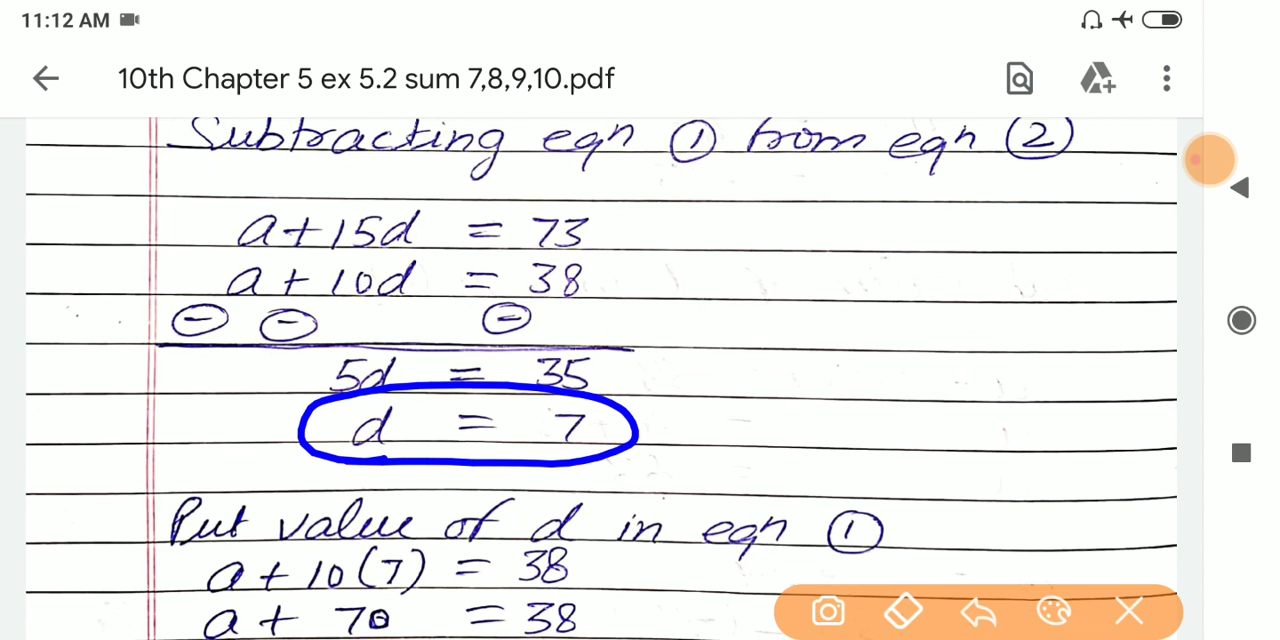 11:12 AM
10th Chapter 5 ex 5.2 sum 7,8,9,10.pdf
Subtracting eqn ① from eqn (2)
a + 15d = 73
a + 10d = 38
⊖ ⊖ ⊖
5d = 35
d = 7
Put value of d in eqn ①
a + 10(7) = 38
a + 70 = 38